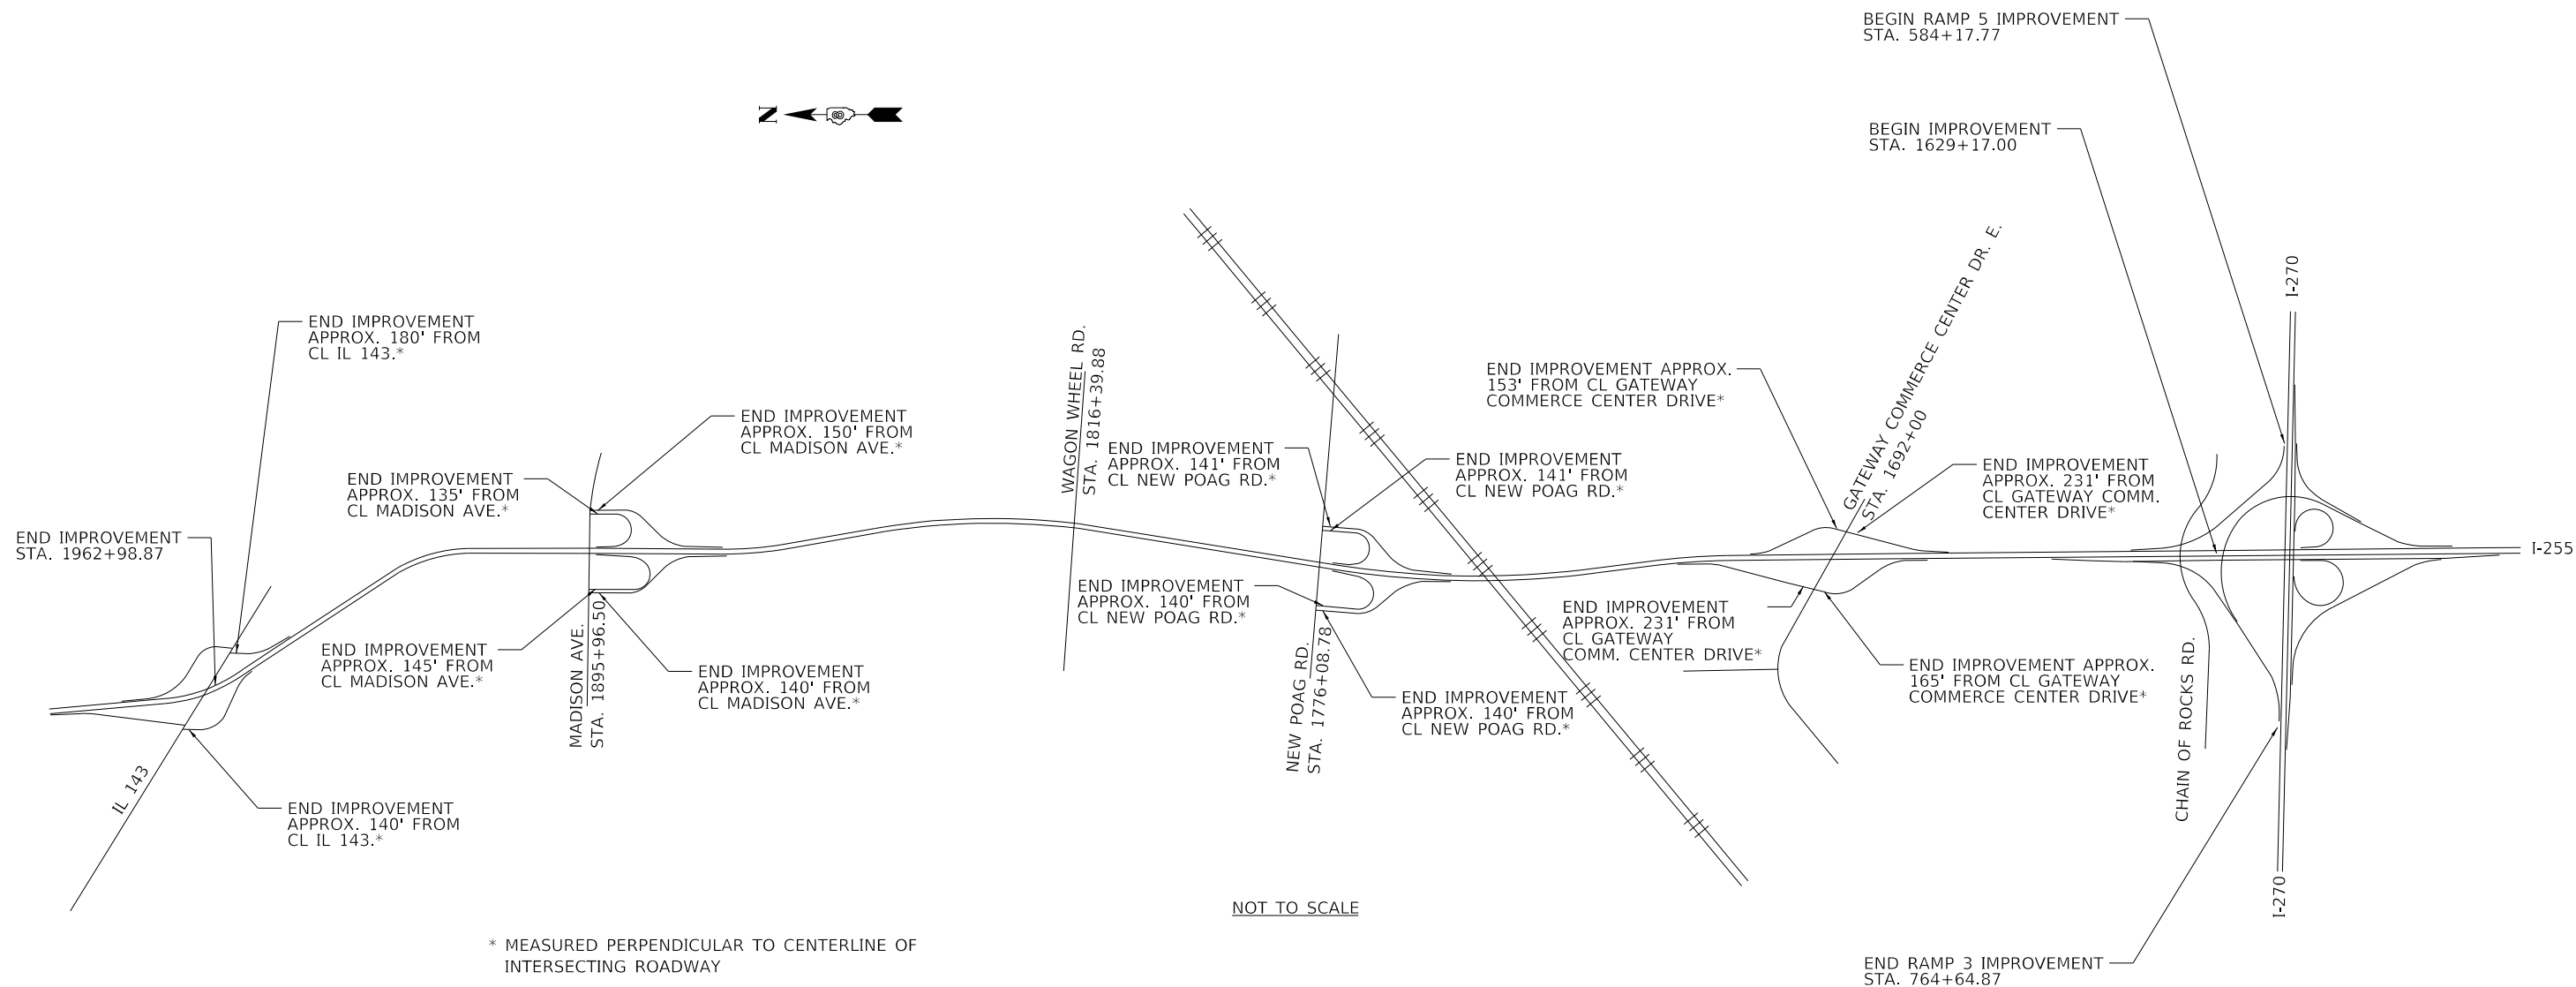 BEGIN RAMP 5 IMPROVEMENT
STA. 584+17.77
BEGIN IMPROVEMENT
STA. 1629+17.00
N
I-270
GATEWAY COMMERCE CENTER DR. E.
STA. 1692+00
END IMPROVEMENT
APPROX. 180' FROM
CL IL 143.*
WAGON WHEEL RD.
STA. 1816+39.88
END IMPROVEMENT APPROX.
153' FROM CL GATEWAY
COMMERCE CENTER DRIVE*
END IMPROVEMENT
APPROX. 150' FROM
CL MADISON AVE.*
END IMPROVEMENT
APPROX. 141' FROM
CL NEW POAG RD.*
END IMPROVEMENT
APPROX. 141' FROM
CL NEW POAG RD.*
END IMPROVEMENT
APPROX. 231' FROM
CL GATEWAY COMM.
CENTER DRIVE*
END IMPROVEMENT
APPROX. 135' FROM
CL MADISON AVE.*
END IMPROVEMENT
STA. 1962+98.87
I-255
END IMPROVEMENT
APPROX. 140' FROM
CL NEW POAG RD.*
END IMPROVEMENT
APPROX. 231' FROM
CL GATEWAY
COMM. CENTER DRIVE*
MADISON AVE.
STA. 1895+96.50
NEW POAG RD.
STA. 1776+08.78
END IMPROVEMENT
APPROX. 145' FROM
CL MADISON AVE.*
END IMPROVEMENT
APPROX. 140' FROM
CL MADISON AVE.*
END IMPROVEMENT APPROX.
165' FROM CL GATEWAY
COMMERCE CENTER DRIVE*
END IMPROVEMENT
APPROX. 140' FROM
CL NEW POAG RD.*
CHAIN OF ROCKS RD.
IL 143
END IMPROVEMENT
APPROX. 140' FROM
CL IL 143.*
I-270
NOT TO SCALE
* MEASURED PERPENDICULAR TO CENTERLINE OF
INTERSECTING ROADWAY
END RAMP 3 IMPROVEMENT
STA. 764+64.87